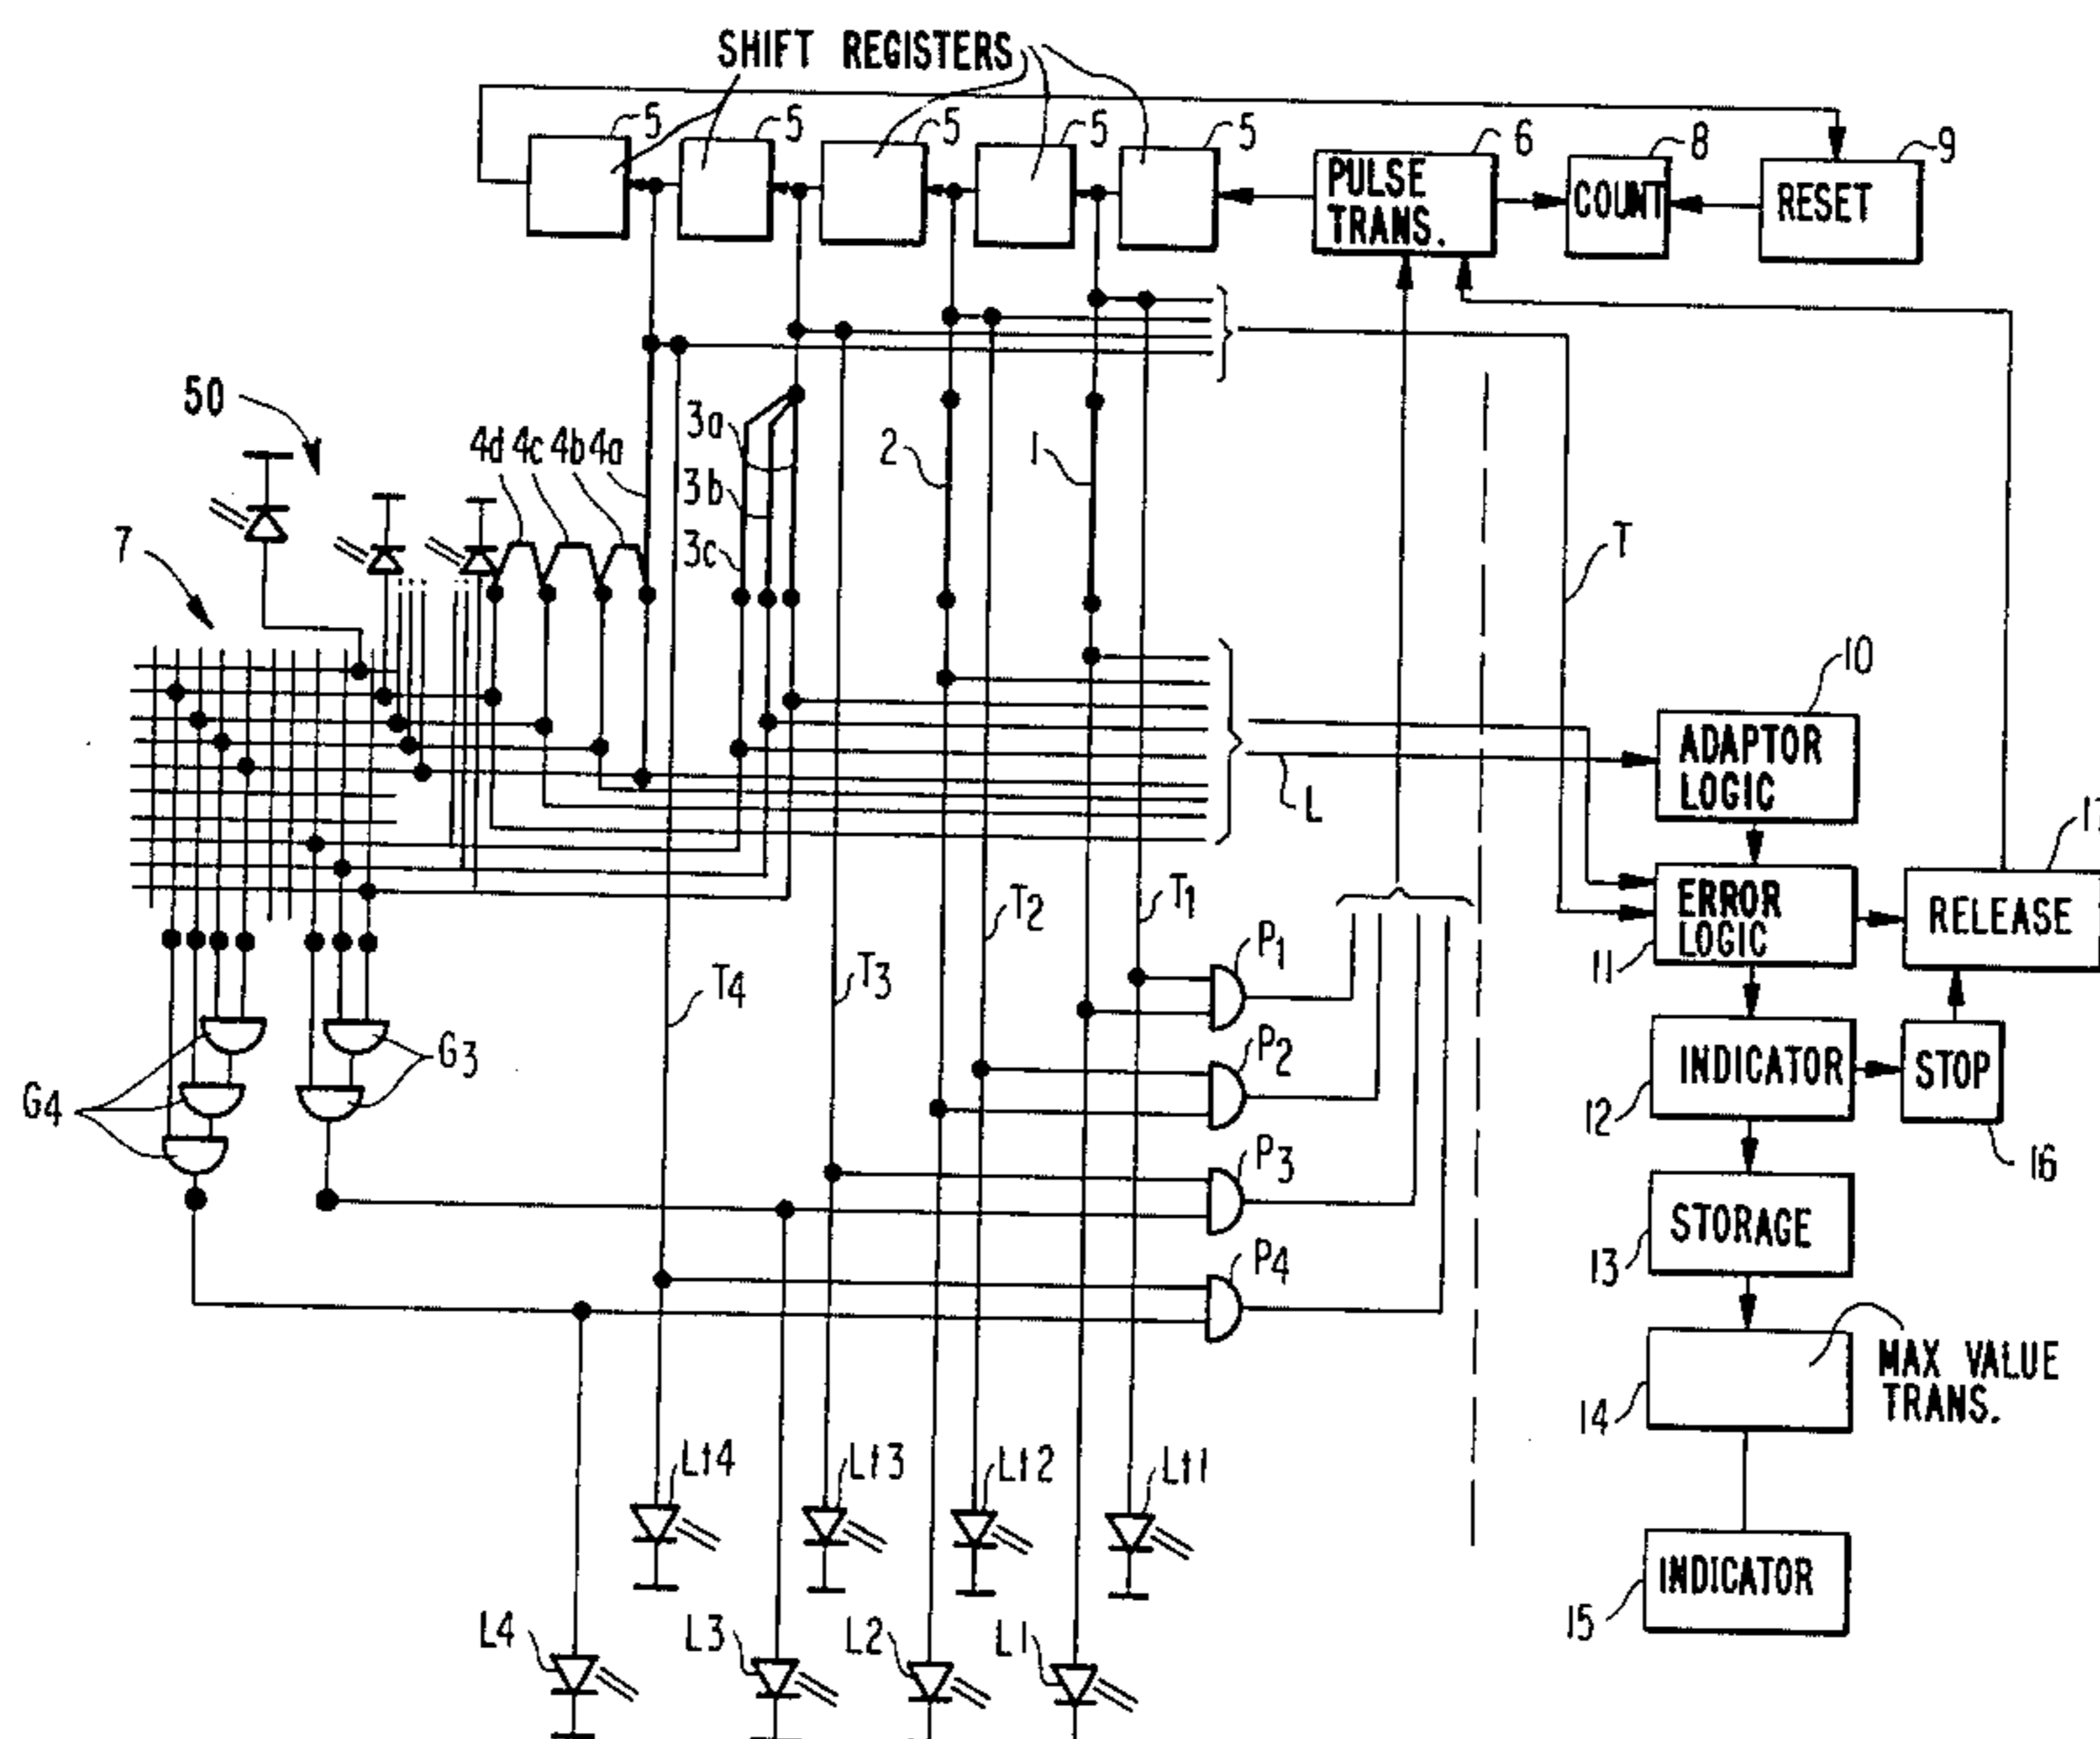 SHIFT REGISTERS
5
5
5
5
5
6
8
9
PULSE
TRANS.
COUNT
RESET
50
4d 4c 4b 4a
3a
3b
3c
2
1
7
T
10
ADAPTOR
LOGIC
L
ERROR
LOGIC
11
RELEASE
T1
T2
T3
T4
P1
P2
P3
P4
G3
G4
INDICATOR
12
STOP
16
STORAGE
13
MAX VALUE
TRANS.
14
INDICATOR
15
Lt4
Lt3
Lt2
Lt1
L4
L3
L2
L1